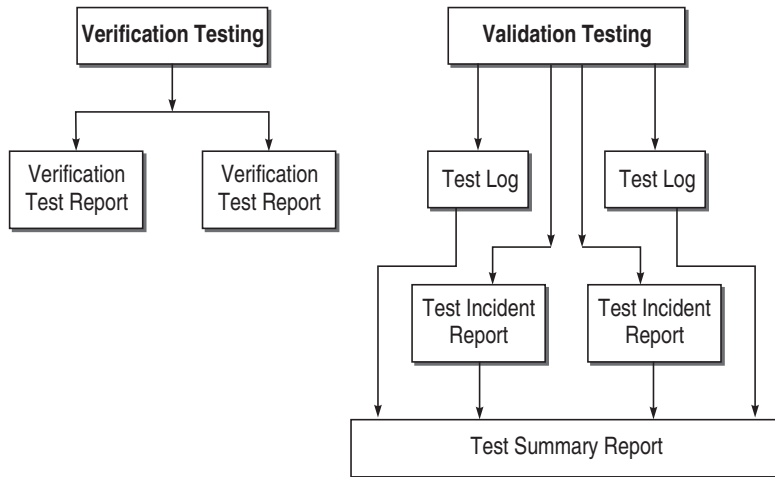 Verification Testing
Validation Testing
Verification
Test Report
Verification
Test Report
Test Log
Test Log
Test Incident
Report
Test Incident
Report
Test Summary Report